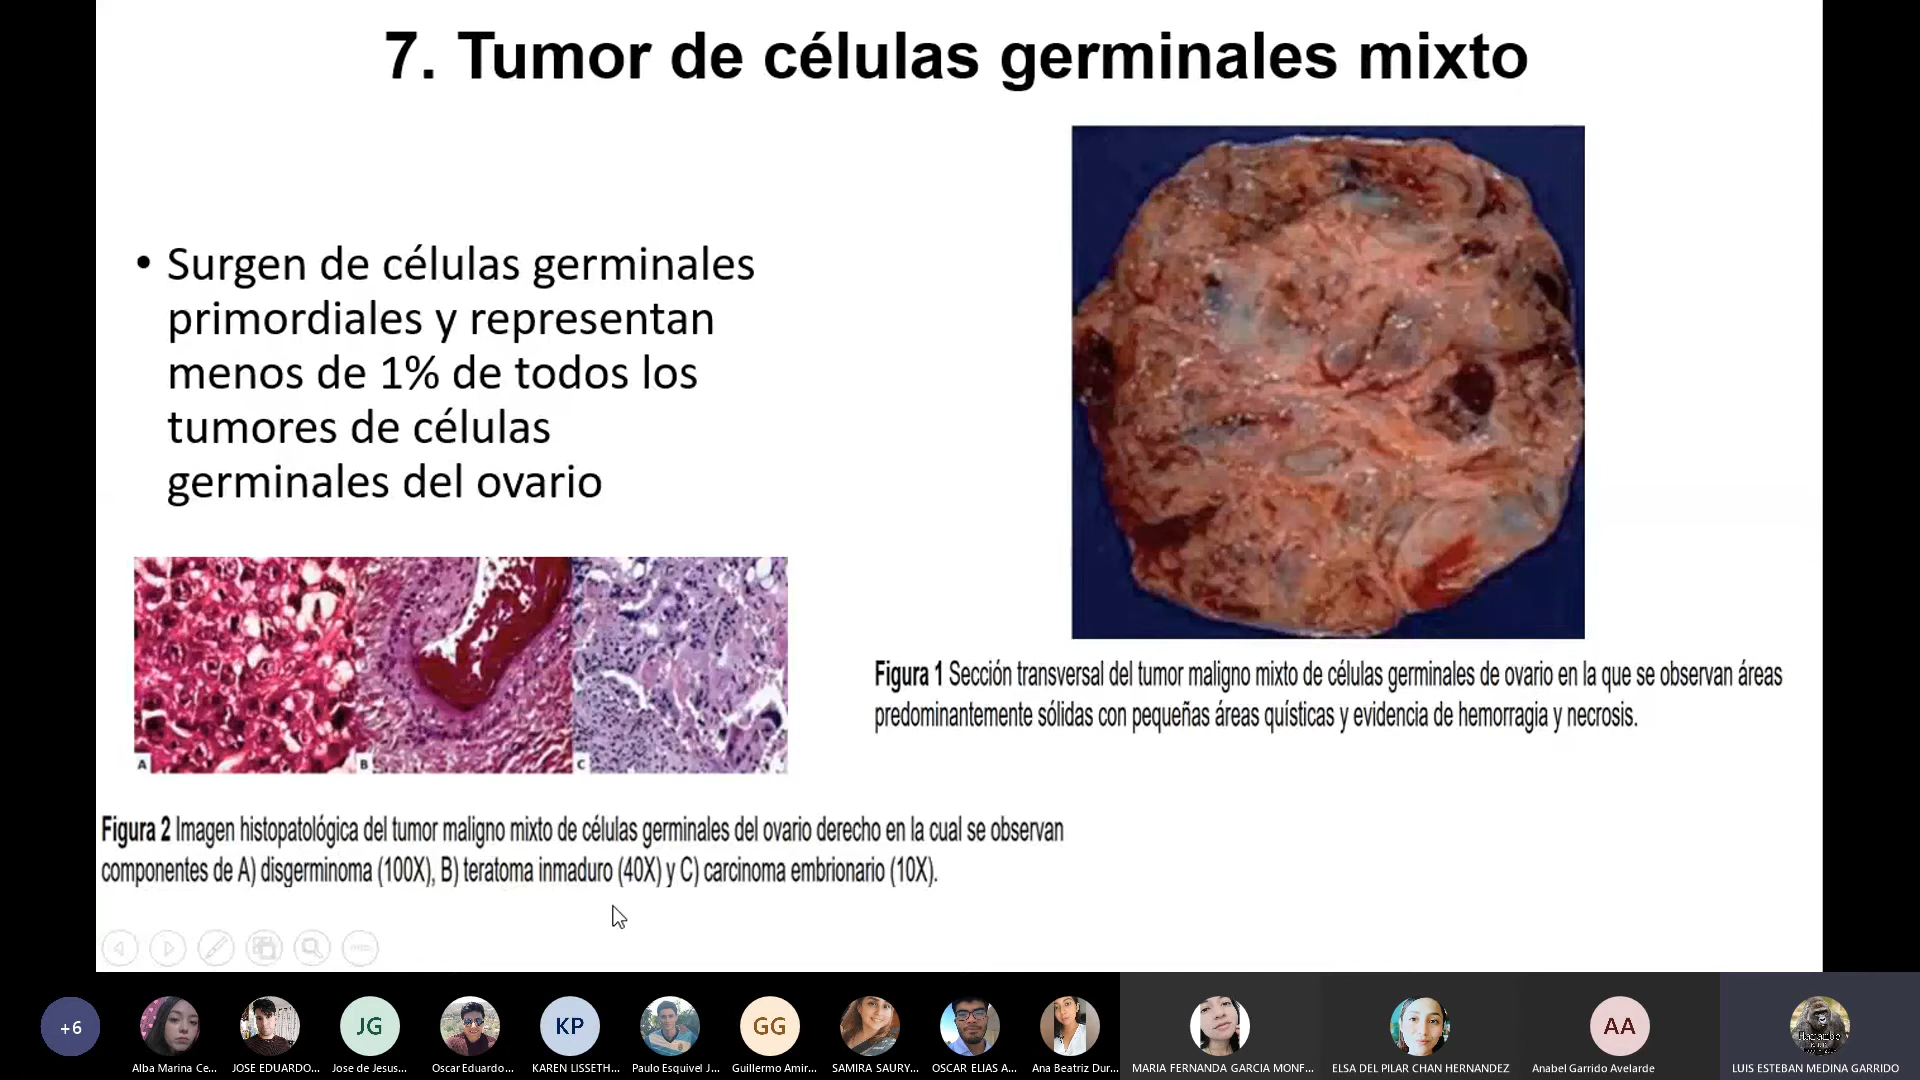 7. Tumor de células germinales mixto
• Surgen de células germinales
primordiales y representan
menos de 1% de todos los
tumores de células
germinales del ovario
A B C
Figura 1 Sección transversal del tumor maligno mixto de células germinales de ovario en la que se observan áreas
predominantemente sólidas con pequeñas áreas quísticas y evidencia de hemorragia y necrosis.
Figura 2 Imagen histopatológica del tumor maligno mixto de células germinales del ovario derecho en la cual se observan
componentes de A) disgerminoma (100X), B) teratoma inmaduro (40X) y C) carcinoma embrionario (10X).
+6 JG KP GG AA
Alba Marina Ce... JOSE EDUARDO... Jose de Jesus... Oscar Eduardo... KAREN LISSETH... Paulo Esquivel J... Guillermo Amir... SAMIRA SAURY... OSCAR ELIAS A... Ana Beatriz Dur... MARIA FERNANDA GARCIA MONF... ELSA DEL PILAR CHAN HERNANDEZ Anabel Garrido Avelarde LUIS ESTEBAN MEDINA GARRIDO